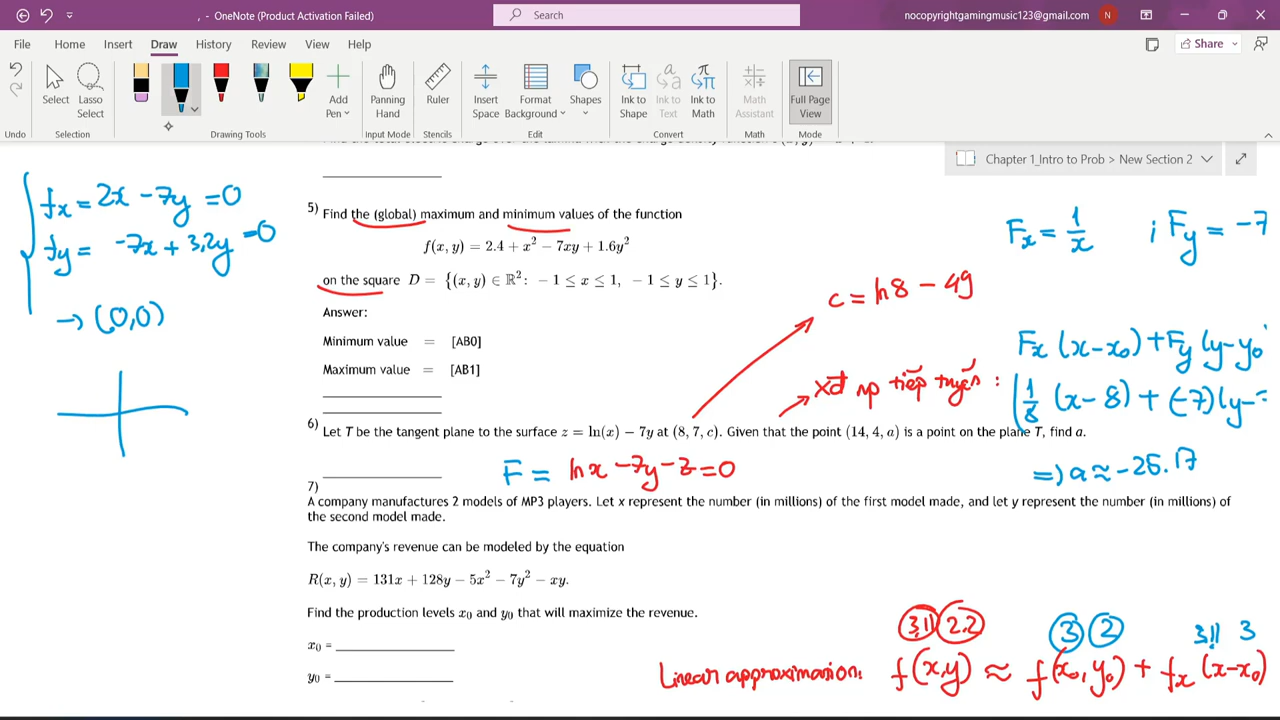 , - OneNote (Product Activation Failed)
Search
nocopyrightgamingmusic123@gmail.com N
File Home Insert Draw History Review View Help
Share
Select
Lasso Select
Add Pen
Panning Hand
Ruler
Insert Space
Format Background
Shapes
Ink to Shape
Ink to Text
Ink to Math
Math Assistant
Full Page View
Undo Selection Drawing Tools Input Mode Stencils Edit Convert Math Mode
Chapter 1_Intro to Prob > New Section 2
fx = 2x - 7y = 0
fy = -7x + 3,2y = 0
→ (0,0)
5) Find the (global) maximum and minimum values of the function
f(x, y) = 2.4 + x² − 7xy + 1.6y²
on the square D = {(x, y) ∈ ℝ² : − 1 ≤ x ≤ 1, − 1 ≤ y ≤ 1}.
Answer:
Minimum value = [AB0]
Maximum value = [AB1]
Fx = 1/x ; Fy = -7
c = ln8 - 49
Fx (x-x0) + Fy (y-y0
xđ mp tiếp tuyến :
(1/8 (x-8) + (-7)(y-
6) Let T be the tangent plane to the surface z = ln(x) − 7y at (8, 7, c). Given that the point (14, 4, a) is a point on the plane T, find a.
F = lnx -7y -z = 0
=> a ≈ -25.17
7)
A company manufactures 2 models of MP3 players. Let x represent the number (in millions) of the first model made, and let y represent the number (in millions) of
the second model made.
The company's revenue can be modeled by the equation
R(x, y) = 131x + 128y − 5x² − 7y² − xy.
Find the production levels x₀ and y₀ that will maximize the revenue.
x₀ =
y₀ =
3,11 2,2 3 2 3,11 3
Linear approximation: f(x,y) ≈ f(x0, y0) + fx (x-x0)